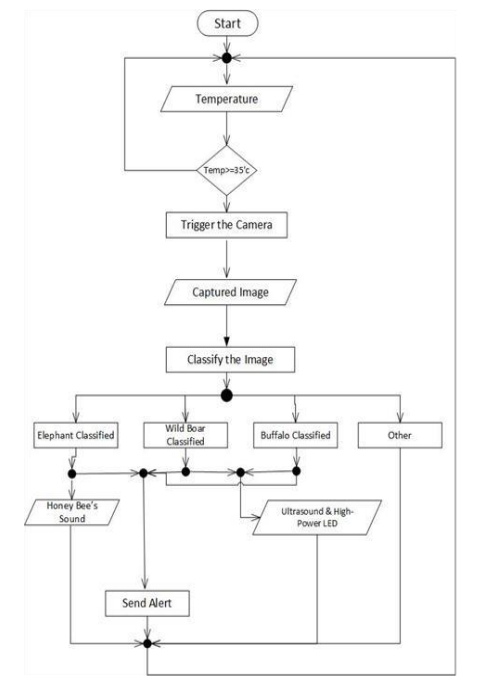 Start
Temperature
Temp>=35'c
Trigger the Camera
Captured Image
Classify the Image
Elephant Classified
Wild Boar
Classified
Buffalo Classified
Other
Honey Bee's
Sound
Ultrasound & High-
Power LED
Send Alert